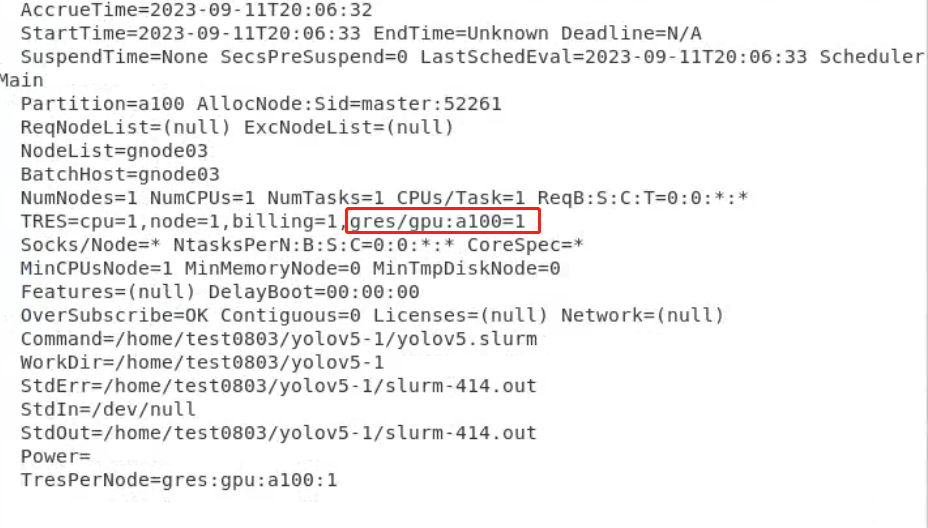 AccrueTime=2023-09-11T20:06:32
StartTime=2023-09-11T20:06:33 EndTime=Unknown Deadline=N/A
SuspendTime=None SecsPreSuspend=0 LastSchedEval=2023-09-11T20:06:33 Scheduler
Main
Partition=a100 AllocNode:Sid=master:52261
ReqNodeList=(null) ExcNodeList=(null)
NodeList=gnode03
BatchHost=gnode03
NumNodes=1 NumCPUs=1 NumTasks=1 CPUs/Task=1 ReqB:S:C:T=0:0:*:*
TRES=cpu=1,node=1,billing=1,gres/gpu:a100=1
Socks/Node=* NtasksPerN:B:S:C=0:0:*:* CoreSpec=*
MinCPUsNode=1 MinMemoryNode=0 MinTmpDiskNode=0
Features=(null) DelayBoot=00:00:00
OverSubscribe=OK Contiguous=0 Licenses=(null) Network=(null)
Command=/home/test0803/yolov5-1/yolov5.slurm
WorkDir=/home/test0803/yolov5-1
StdErr=/home/test0803/yolov5-1/slurm-414.out
StdIn=/dev/null
StdOut=/home/test0803/yolov5-1/slurm-414.out
Power=
TresPerNode=gres:gpu:a100:1